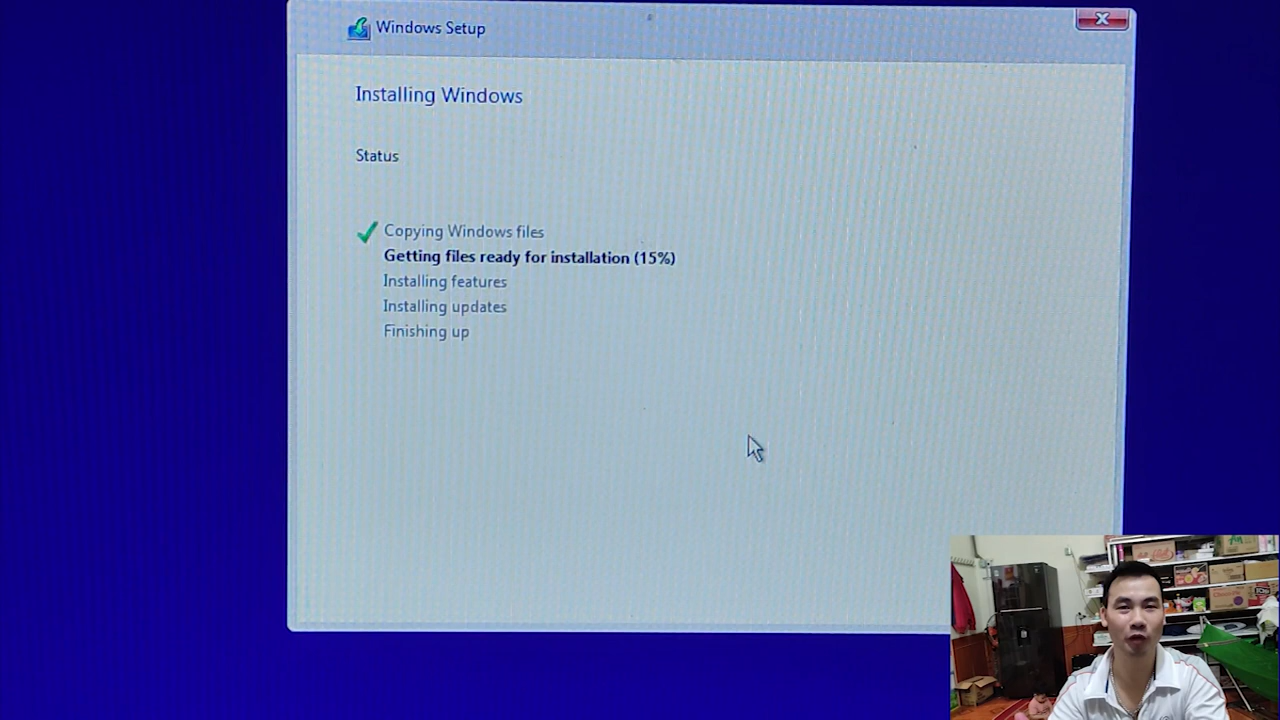 Windows Setup
Installing Windows
Status
Copying Windows files
Getting files ready for installation (15%)
Installing features
Installing updates
Finishing up